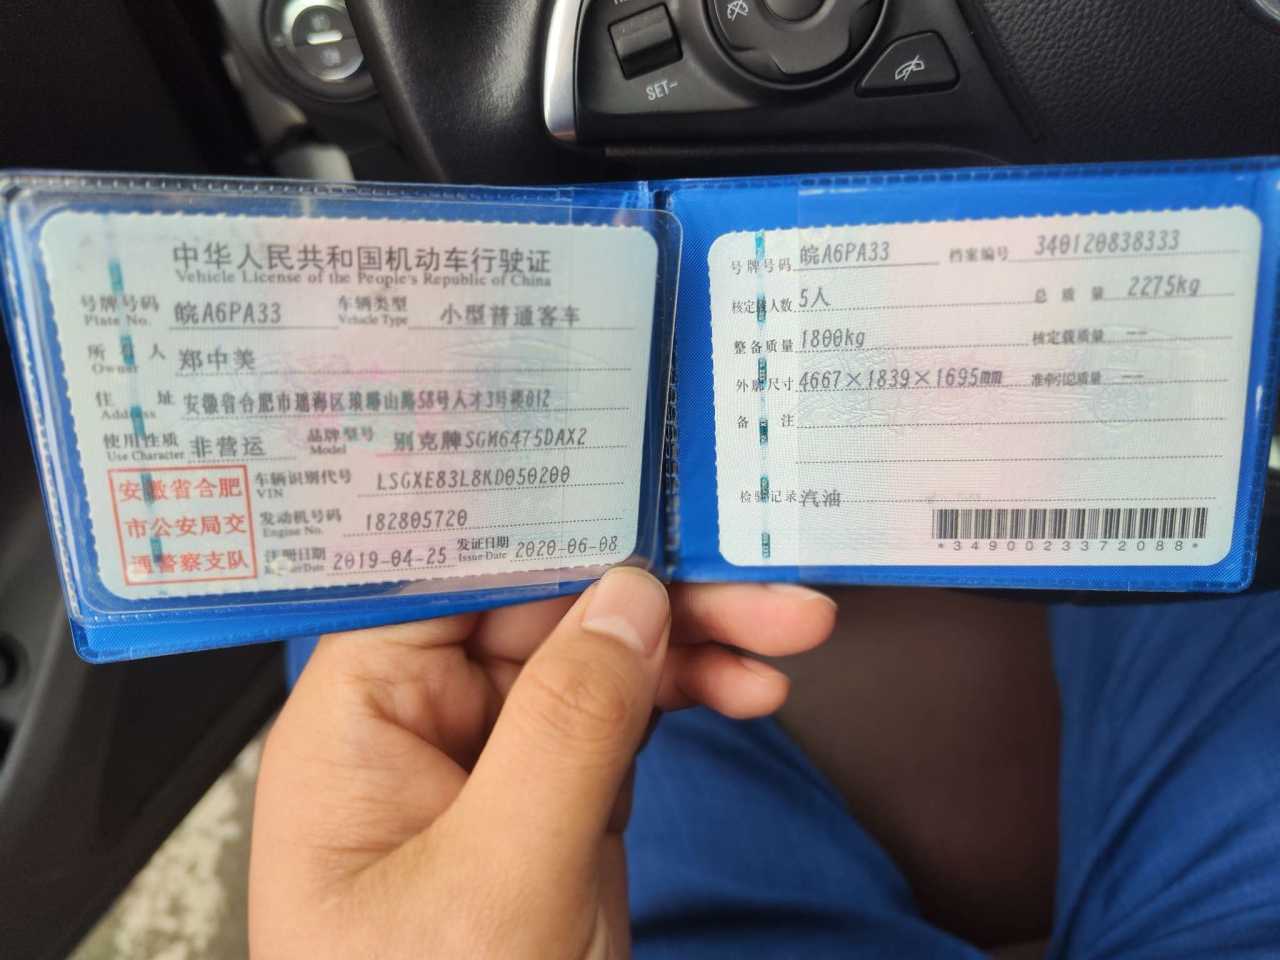 SET-
中华人民共和国机动车行驶证
Vehicle License of the People's Republic of China
号牌号码 皖A6PA33 车辆类型 小型普通客车
Plate No. Vehicle Type
所有人 郑中美
Owner
住址 安徽省合肥市瑶海区琅琊山路58号人才3号楼012
Address
使用性质 非营运 品牌型号 别克牌SGM6475DAX2
Use Character Model
安徽省合肥
市公安局交
通警察支队
车辆识别代号 LSGXE83L8KD050200
VIN
发动机号码 182805720
Engine No.
注册日期 2019-04-25 发证日期 2020-06-08
Issue Date
号牌号码 皖A6PA33 档案编号 340120838333
核定载人数 5人 总质量 2275kg
整备质量 1800kg 核定载质量 --
外廓尺寸 4667×1839×1695mm 准牵引总质量 --
备注
检验记录 汽油
*3490023372088*